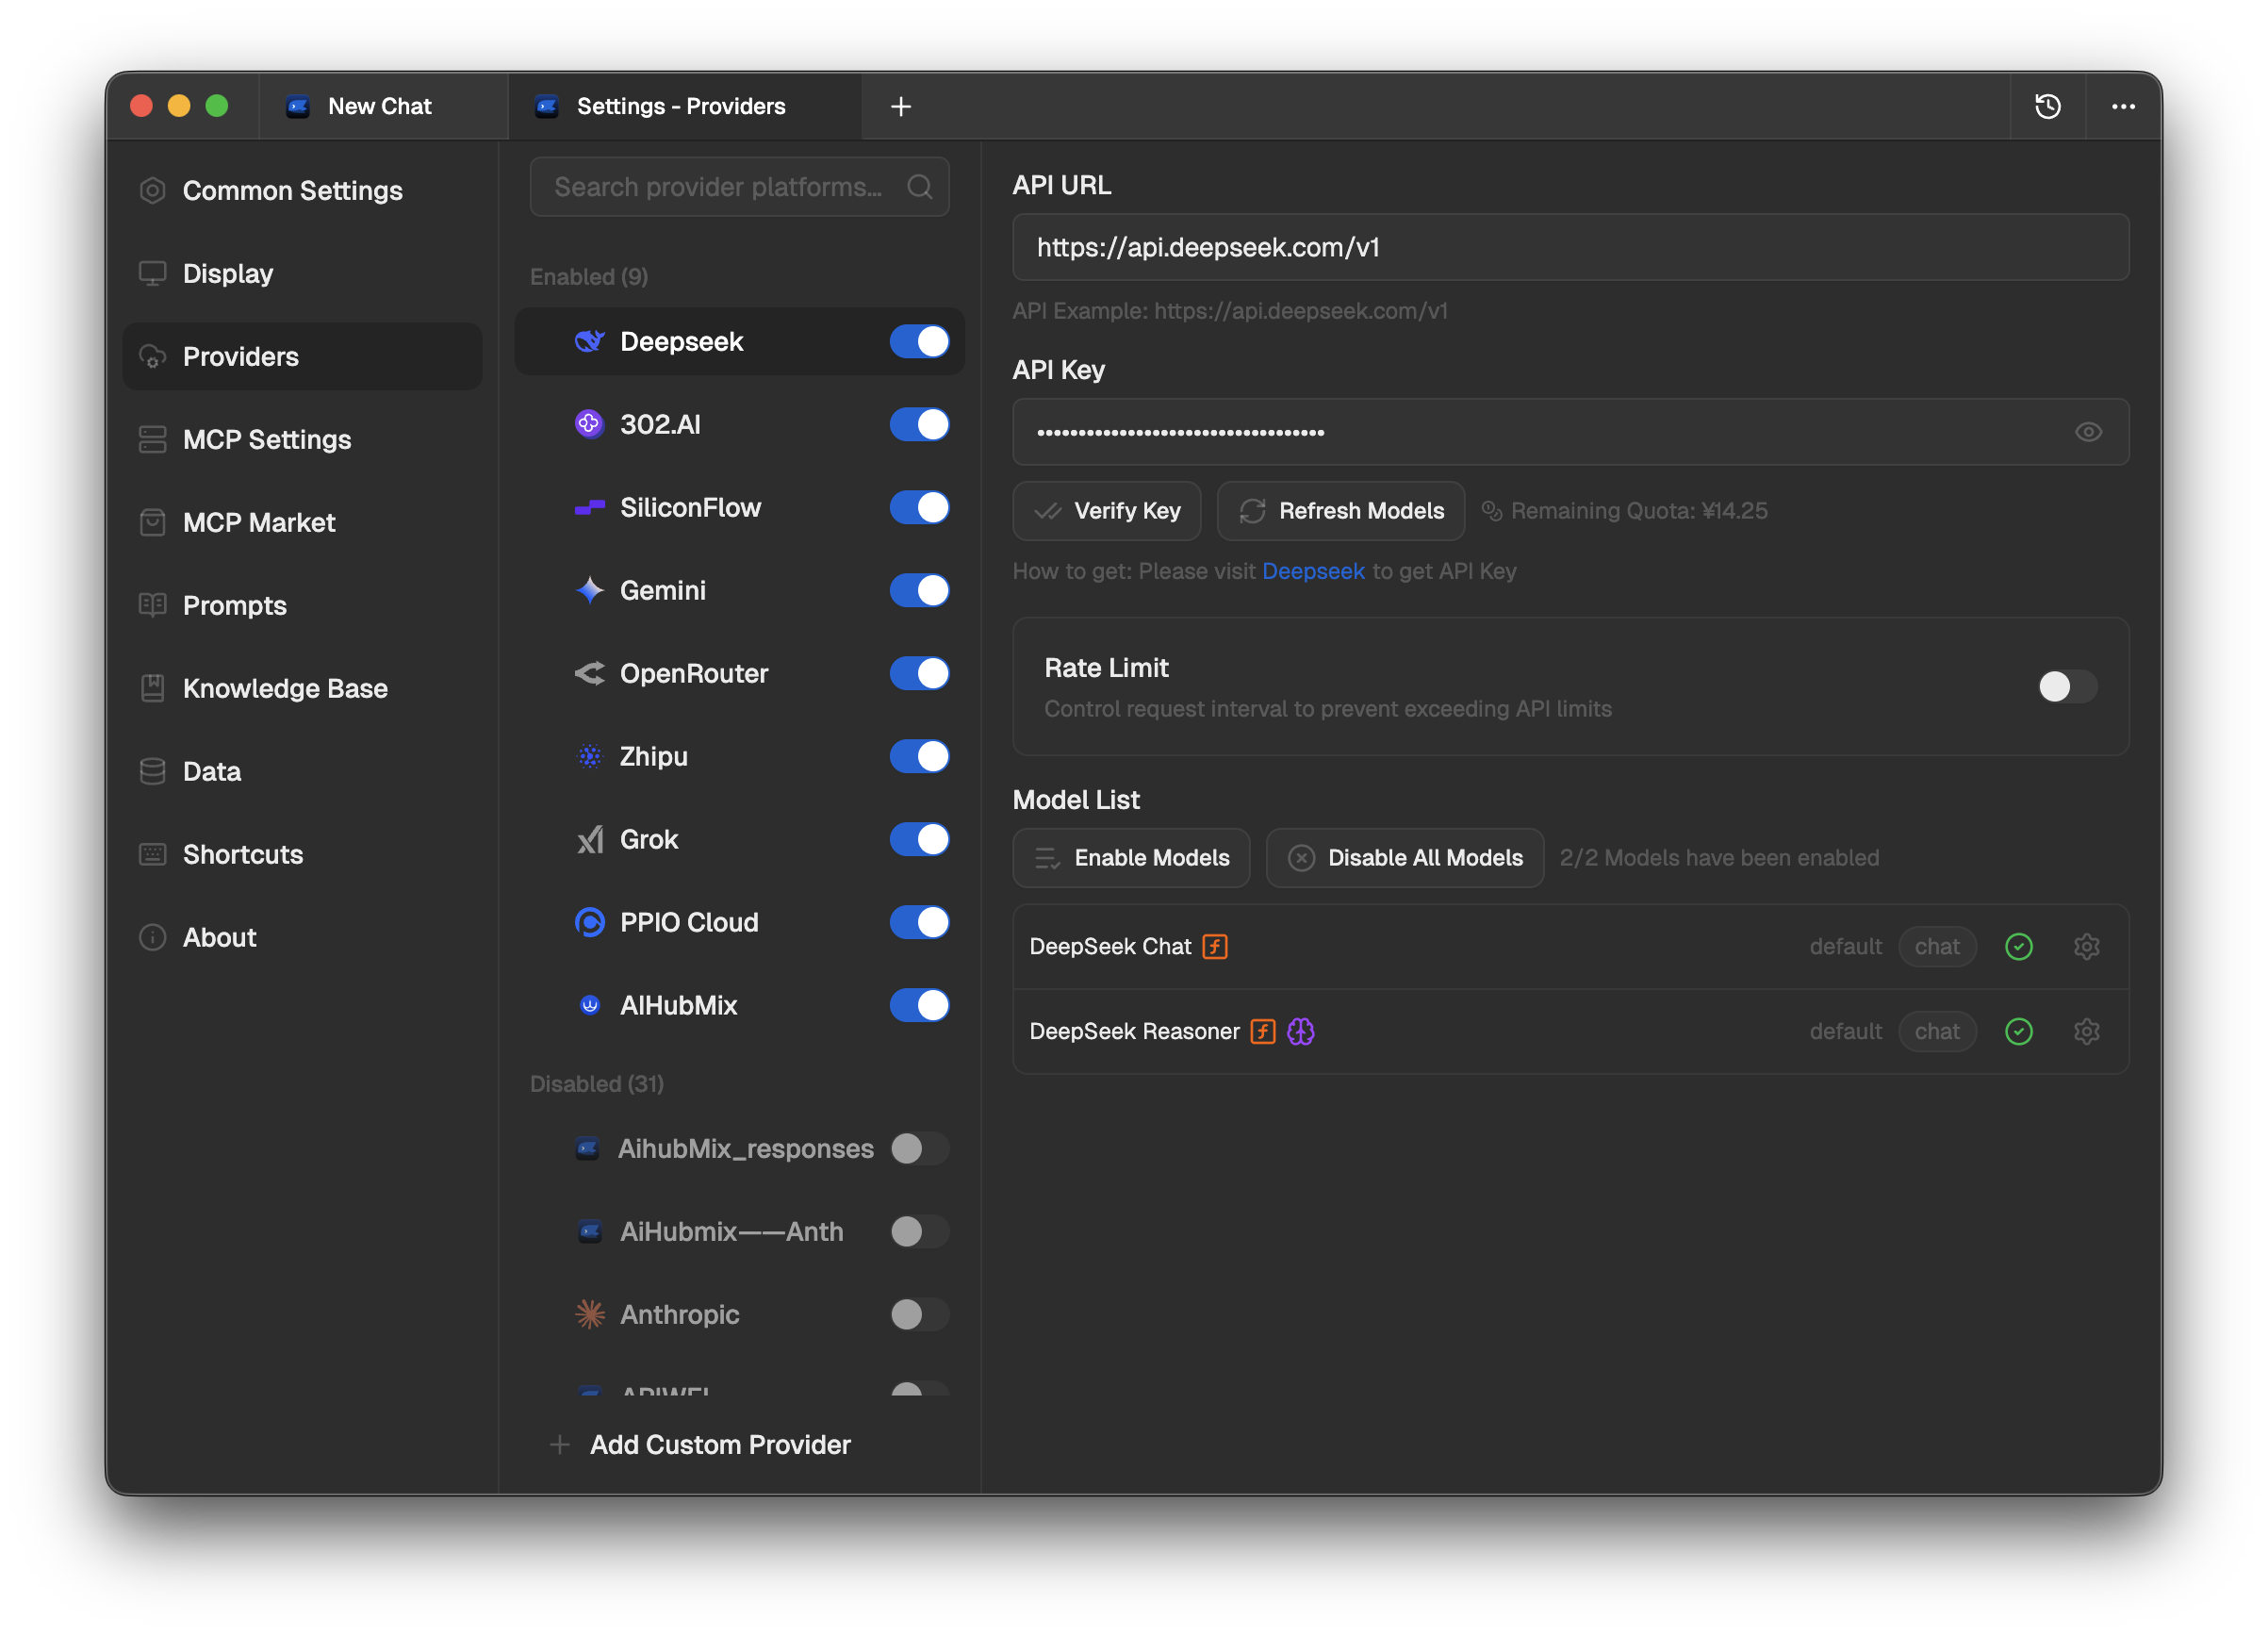 New Chat
Settings - Providers
Common Settings
Display
Providers
MCP Settings
MCP Market
Prompts
Knowledge Base
Data
Shortcuts
About
Search provider platforms...
Enabled (9)
Deepseek
302.AI
SiliconFlow
Gemini
OpenRouter
Zhipu
Grok
PPIO Cloud
AIHubMix
Disabled (31)
AihubMix_responses
AiHubmix——Anth
Anthropic
Add Custom Provider
API URL
https://api.deepseek.com/v1
API Example: https://api.deepseek.com/v1
API Key
••••••••••••••••••••••••••••••••••••
Verify Key
Refresh Models
Remaining Quota: ¥14.25
How to get: Please visit Deepseek to get API Key
Rate Limit
Control request interval to prevent exceeding API limits
Model List
Enable Models
Disable All Models
2/2 Models have been enabled
DeepSeek Chat
default
chat
DeepSeek Reasoner
default
chat